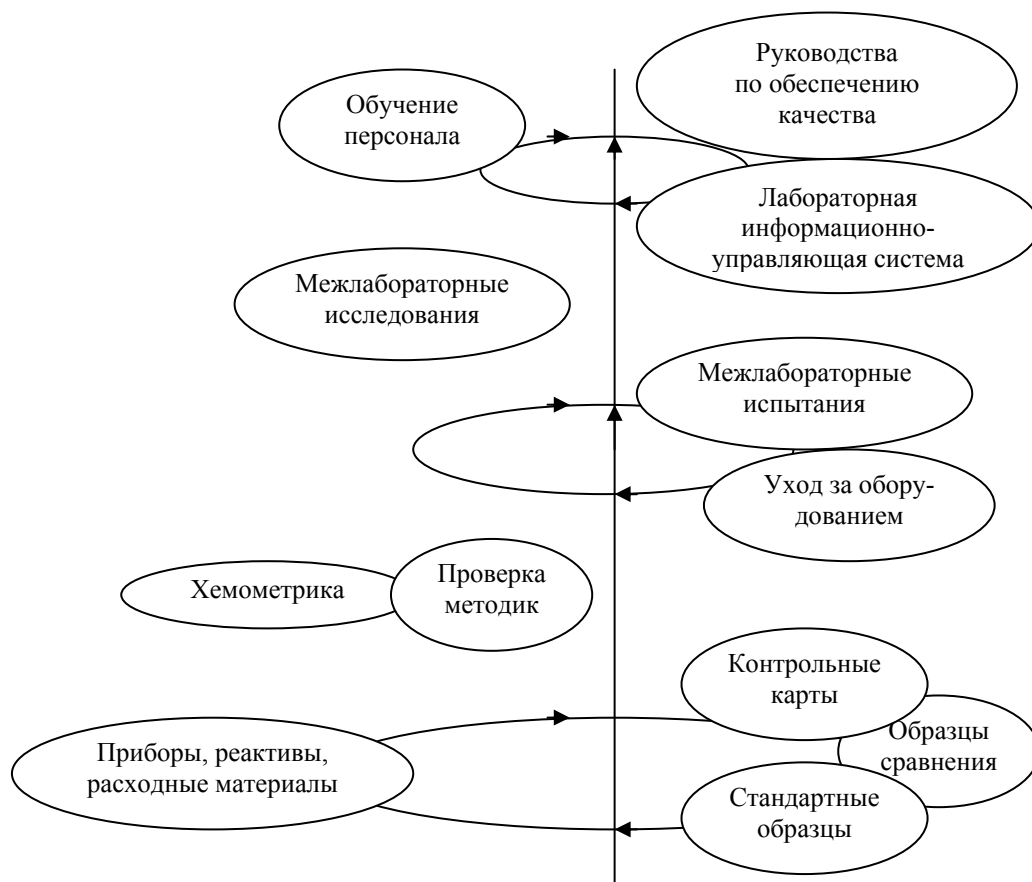 Руководства
по обеспечению
качества
Обучение
персонала
Лабораторная
информационно-
управляющая система
Межлабораторные
исследования
Межлабораторные
испытания
Уход за обору-
дованием
Хемометрика
Проверка
методик
Контрольные
карты
Образцы
сравнения
Приборы, реактивы,
расходные материалы
Стандартные
образцы